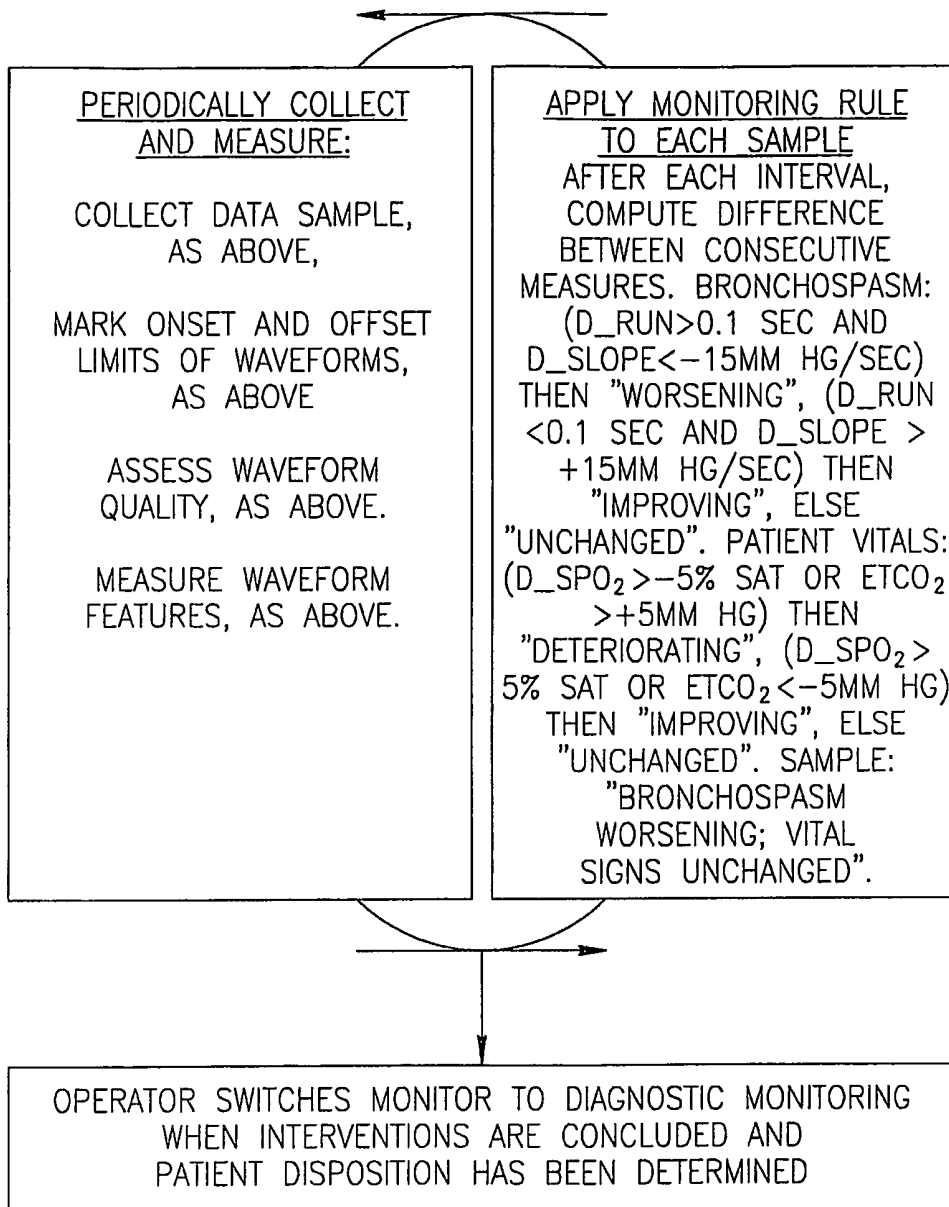 PERIODICALLY COLLECT
AND MEASURE:
COLLECT DATA SAMPLE,
AS ABOVE,
MARK ONSET AND OFFSET
LIMITS OF WAVEFORMS,
AS ABOVE
ASSESS WAVEFORM
QUALITY, AS ABOVE.
MEASURE WAVEFORM
FEATURES, AS ABOVE.
APPLY MONITORING RULE
TO EACH SAMPLE
AFTER EACH INTERVAL,
COMPUTE DIFFERENCE
BETWEEN CONSECUTIVE
MEASURES. BRONCHOSPASM:
(D_RUN>0.1 SEC AND
D_SLOPE<-15MM HG/SEC)
THEN "WORSENING", (D_RUN
<0.1 SEC AND D_SLOPE >
+15MM HG/SEC) THEN
"IMPROVING", ELSE
"UNCHANGED". PATIENT VITALS:
(D_SPO₂>-5% SAT OR ETCO₂
>+5MM HG) THEN
"DETERIORATING", (D_SPO₂>
5% SAT OR ETCO₂<-5MM HG)
THEN "IMPROVING", ELSE
"UNCHANGED". SAMPLE:
"BRONCHOSPASM
WORSENING; VITAL
SIGNS UNCHANGED".
OPERATOR SWITCHES MONITOR TO DIAGNOSTIC MONITORING
WHEN INTERVENTIONS ARE CONCLUDED AND
PATIENT DISPOSITION HAS BEEN DETERMINED